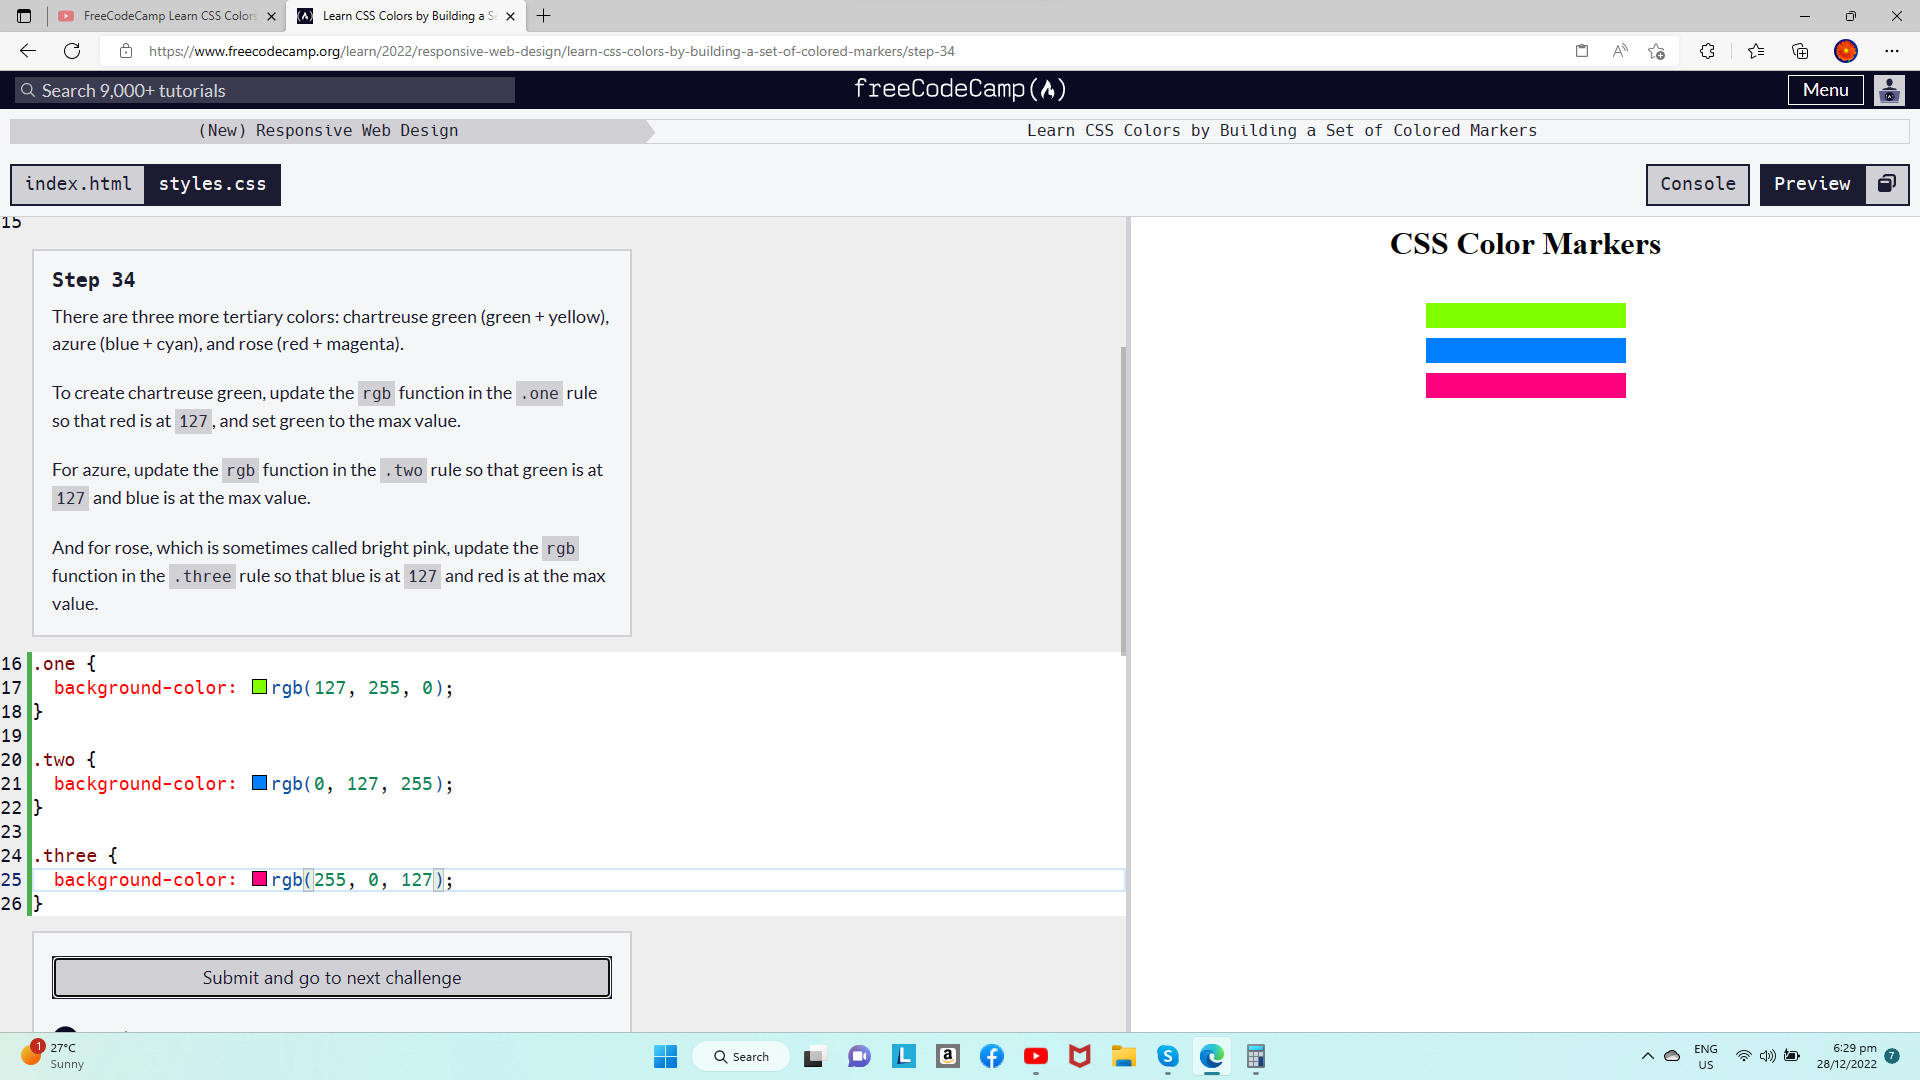 FreeCodeCamp Learn CSS Colors
Learn CSS Colors by Building a Se
https://www.freecodecamp.org/learn/2022/responsive-web-design/learn-css-colors-by-building-a-set-of-colored-markers/step-34
Search 9,000+ tutorials
freeCodeCamp
Menu
(New) Responsive Web Design
Learn CSS Colors by Building a Set of Colored Markers
index.html
styles.css
Console
Preview
15
Step 34
There are three more tertiary colors: chartreuse green (green + yellow),
azure (blue + cyan), and rose (red + magenta).
To create chartreuse green, update the rgb function in the .one rule
so that red is at 127, and set green to the max value.
For azure, update the rgb function in the .two rule so that green is at
127 and blue is at the max value.
And for rose, which is sometimes called bright pink, update the rgb
function in the .three rule so that blue is at 127 and red is at the max
value.
16 .one {
17 background-color: rgb(127, 255, 0);
18 }
19
20 .two {
21 background-color: rgb(0, 127, 255);
22 }
23
24 .three {
25 background-color: rgb(255, 0, 127);
26 }
Submit and go to next challenge
CSS Color Markers
1
27°C
Sunny
Search
L
a
S
ENG
US
6:29 pm
28/12/2022
7